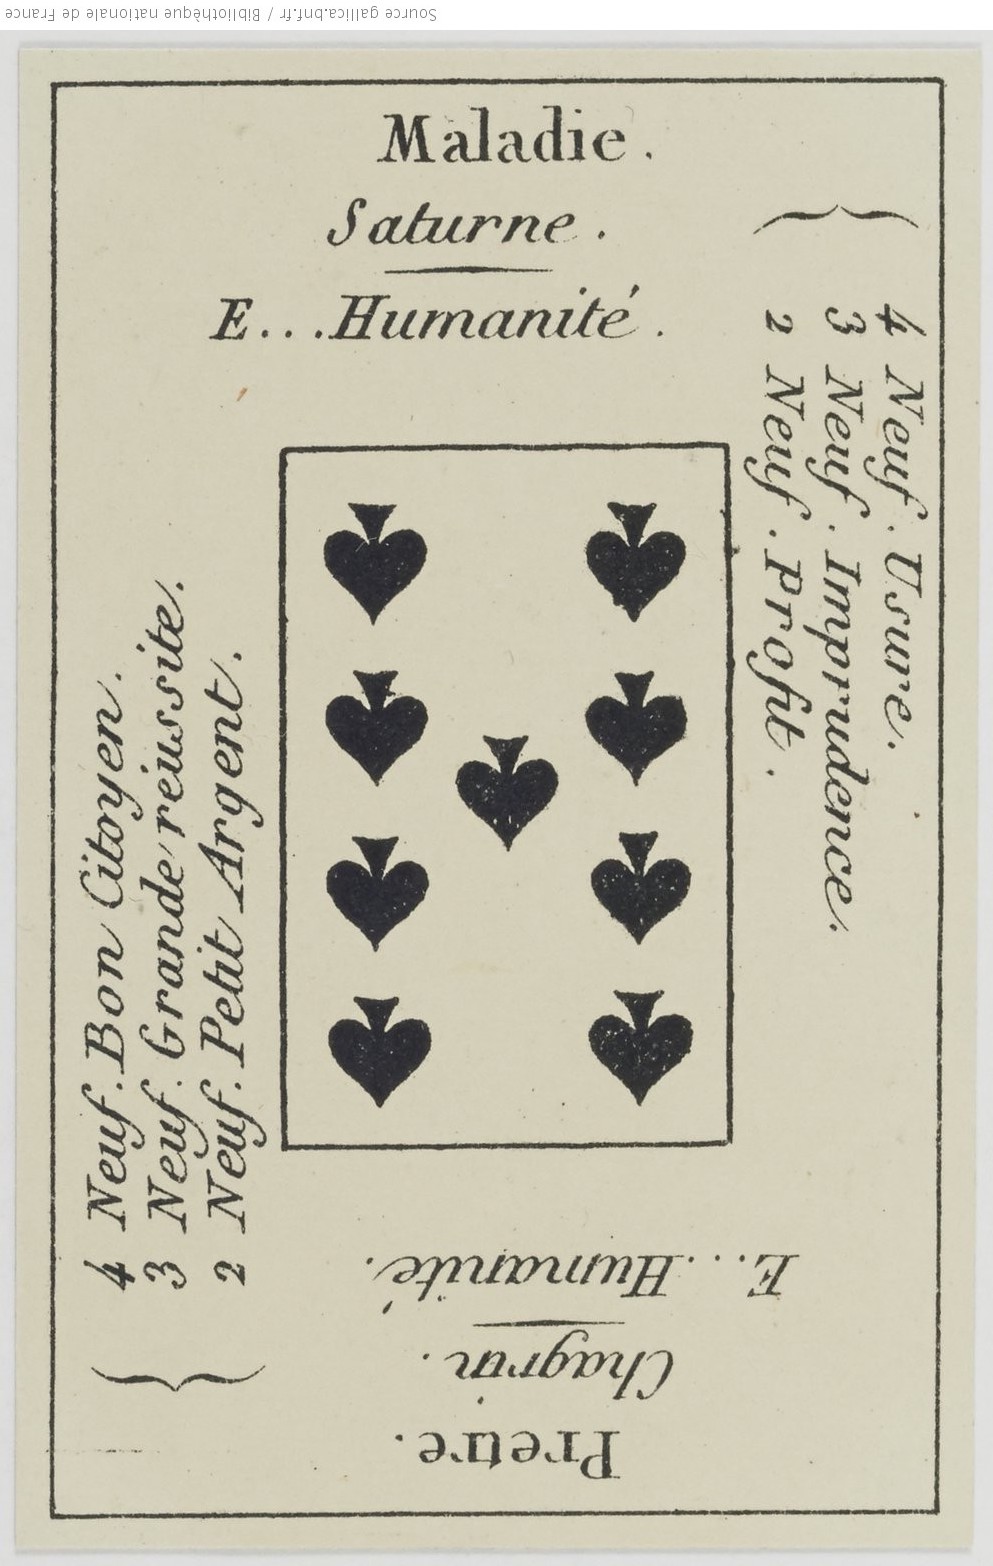 Source gallica.bnf.fr / Bibliothèque nationale de France
Maladie.
Saturne.
E...Humanité.
4 Neuf. Usure.
3 Neuf. Imprudence.
2 Neuf. Profit.
4 Neuf. Bon Citoyen.
3 Neuf. Grande réussite.
2 Neuf. Petit Argent.
Pretre.
Chagrin.
E...Humanité.